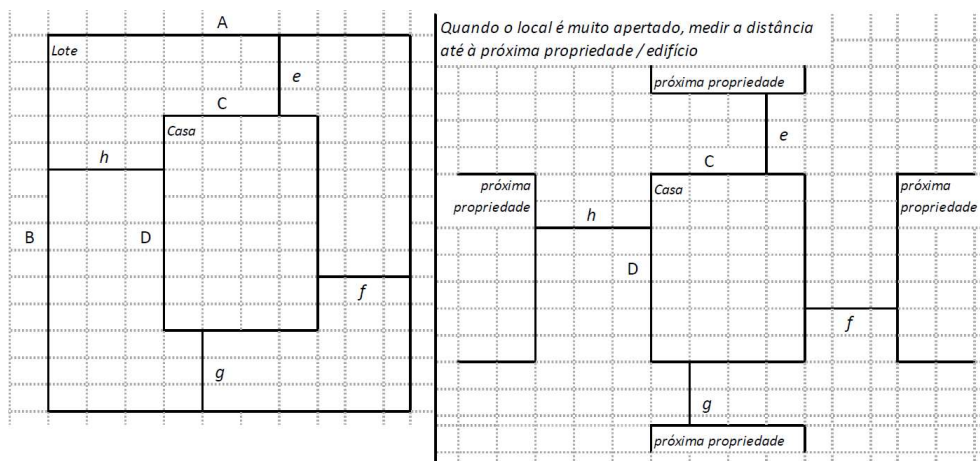 A
Lote
e
C
Casa
h
B
D
f
g
Quando o local é muito apertado, medir a distância
até à próxima propriedade / edifício
próxima propriedade
e
C
próxima
propriedade
Casa
próxima
propriedade
h
D
f
g
próxima propriedade